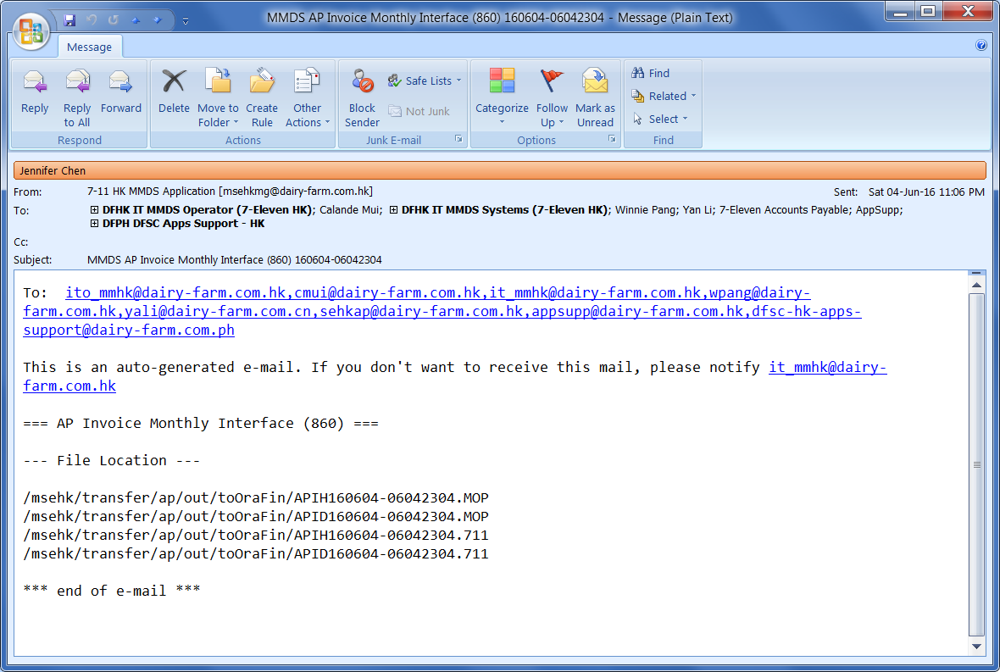 MMDS AP Invoice Monthly Interface (860) 160604-06042304 - Message (Plain Text)
Message
Reply
Reply to All
Forward
Delete
Move to Folder
Create Rule
Other Actions
Block Sender
Safe Lists
Not Junk
Categorize
Follow Up
Mark as Unread
Find
Related
Select
Respond
Actions
Junk E-mail
Options
Find
Jennifer Chen
From: 7-11 HK MMDS Application [msehkmg@dairy-farm.com.hk]
Sent: Sat 04-Jun-16 11:06 PM
To: DFHK IT MMDS Operator (7-Eleven HK); Calande Mui; DFHK IT MMDS Systems (7-Eleven HK); Winnie Pang; Yan Li; 7-Eleven Accounts Payable; AppSupp;
DFPH DFSC Apps Support - HK
Cc:
Subject: MMDS AP Invoice Monthly Interface (860) 160604-06042304
To: ito_mmhk@dairy-farm.com.hk,cmui@dairy-farm.com.hk,it_mmhk@dairy-farm.com.hk,wpang@dairy-
farm.com.hk,yali@dairy-farm.com.cn,sehkap@dairy-farm.com.hk,appsupp@dairy-farm.com.hk,dfsc-hk-apps-
support@dairy-farm.com.ph
This is an auto-generated e-mail. If you don't want to receive this mail, please notify it_mmhk@dairy-
farm.com.hk
=== AP Invoice Monthly Interface (860) ===
--- File Location ---
/msehk/transfer/ap/out/toOraFin/APIH160604-06042304.MOP
/msehk/transfer/ap/out/toOraFin/APID160604-06042304.MOP
/msehk/transfer/ap/out/toOraFin/APIH160604-06042304.711
/msehk/transfer/ap/out/toOraFin/APID160604-06042304.711
*** end of e-mail ***